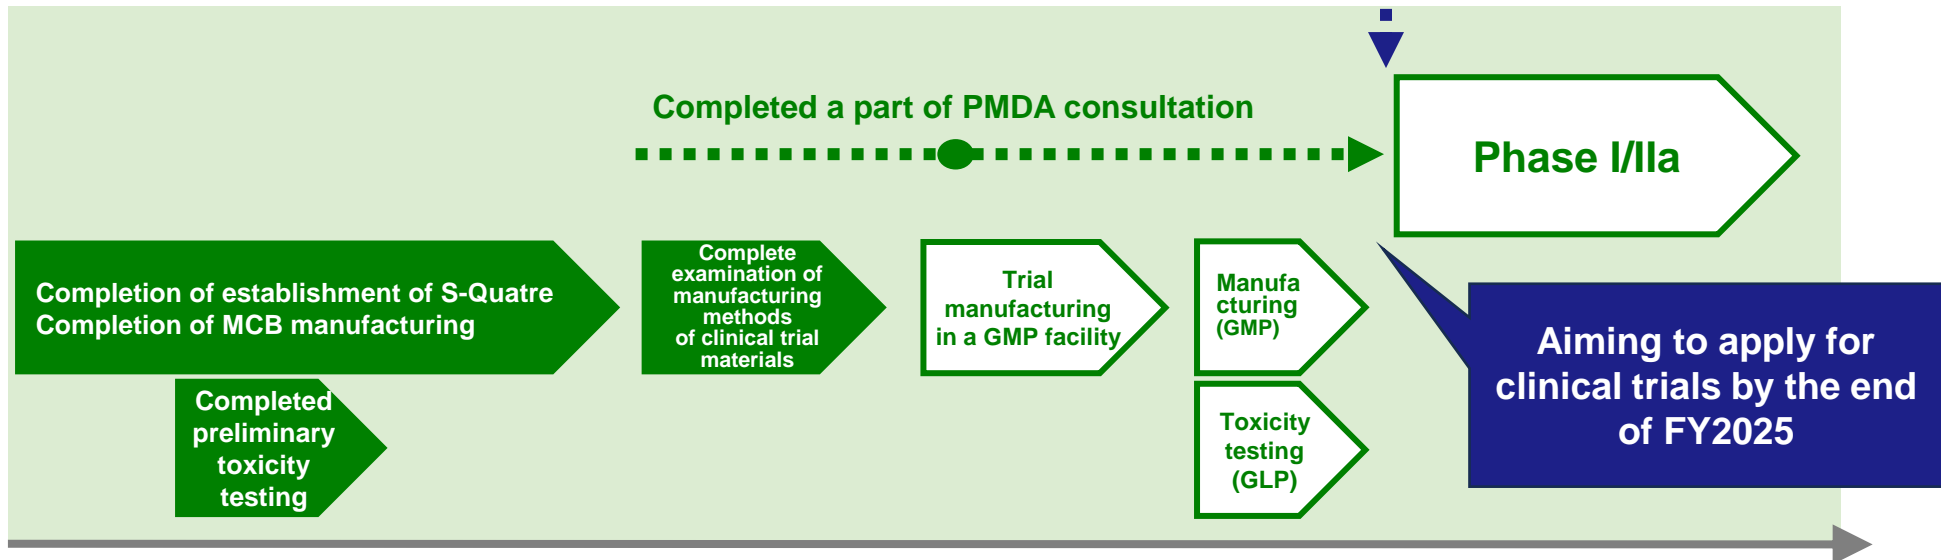 Completed a part of PMDA consultation
Phase I/IIa
Completion of establishment of S-Quatre
Completion of MCB manufacturing
Complete
examination of
manufacturing
methods
of clinical trial
materials
Trial
manufacturing
in a GMP facility
Manufa
cturing
(GMP)
Aiming to apply for
clinical trials by the end
of FY2025
Completed
preliminary
toxicity
testing
Toxicity
testing
(GLP)